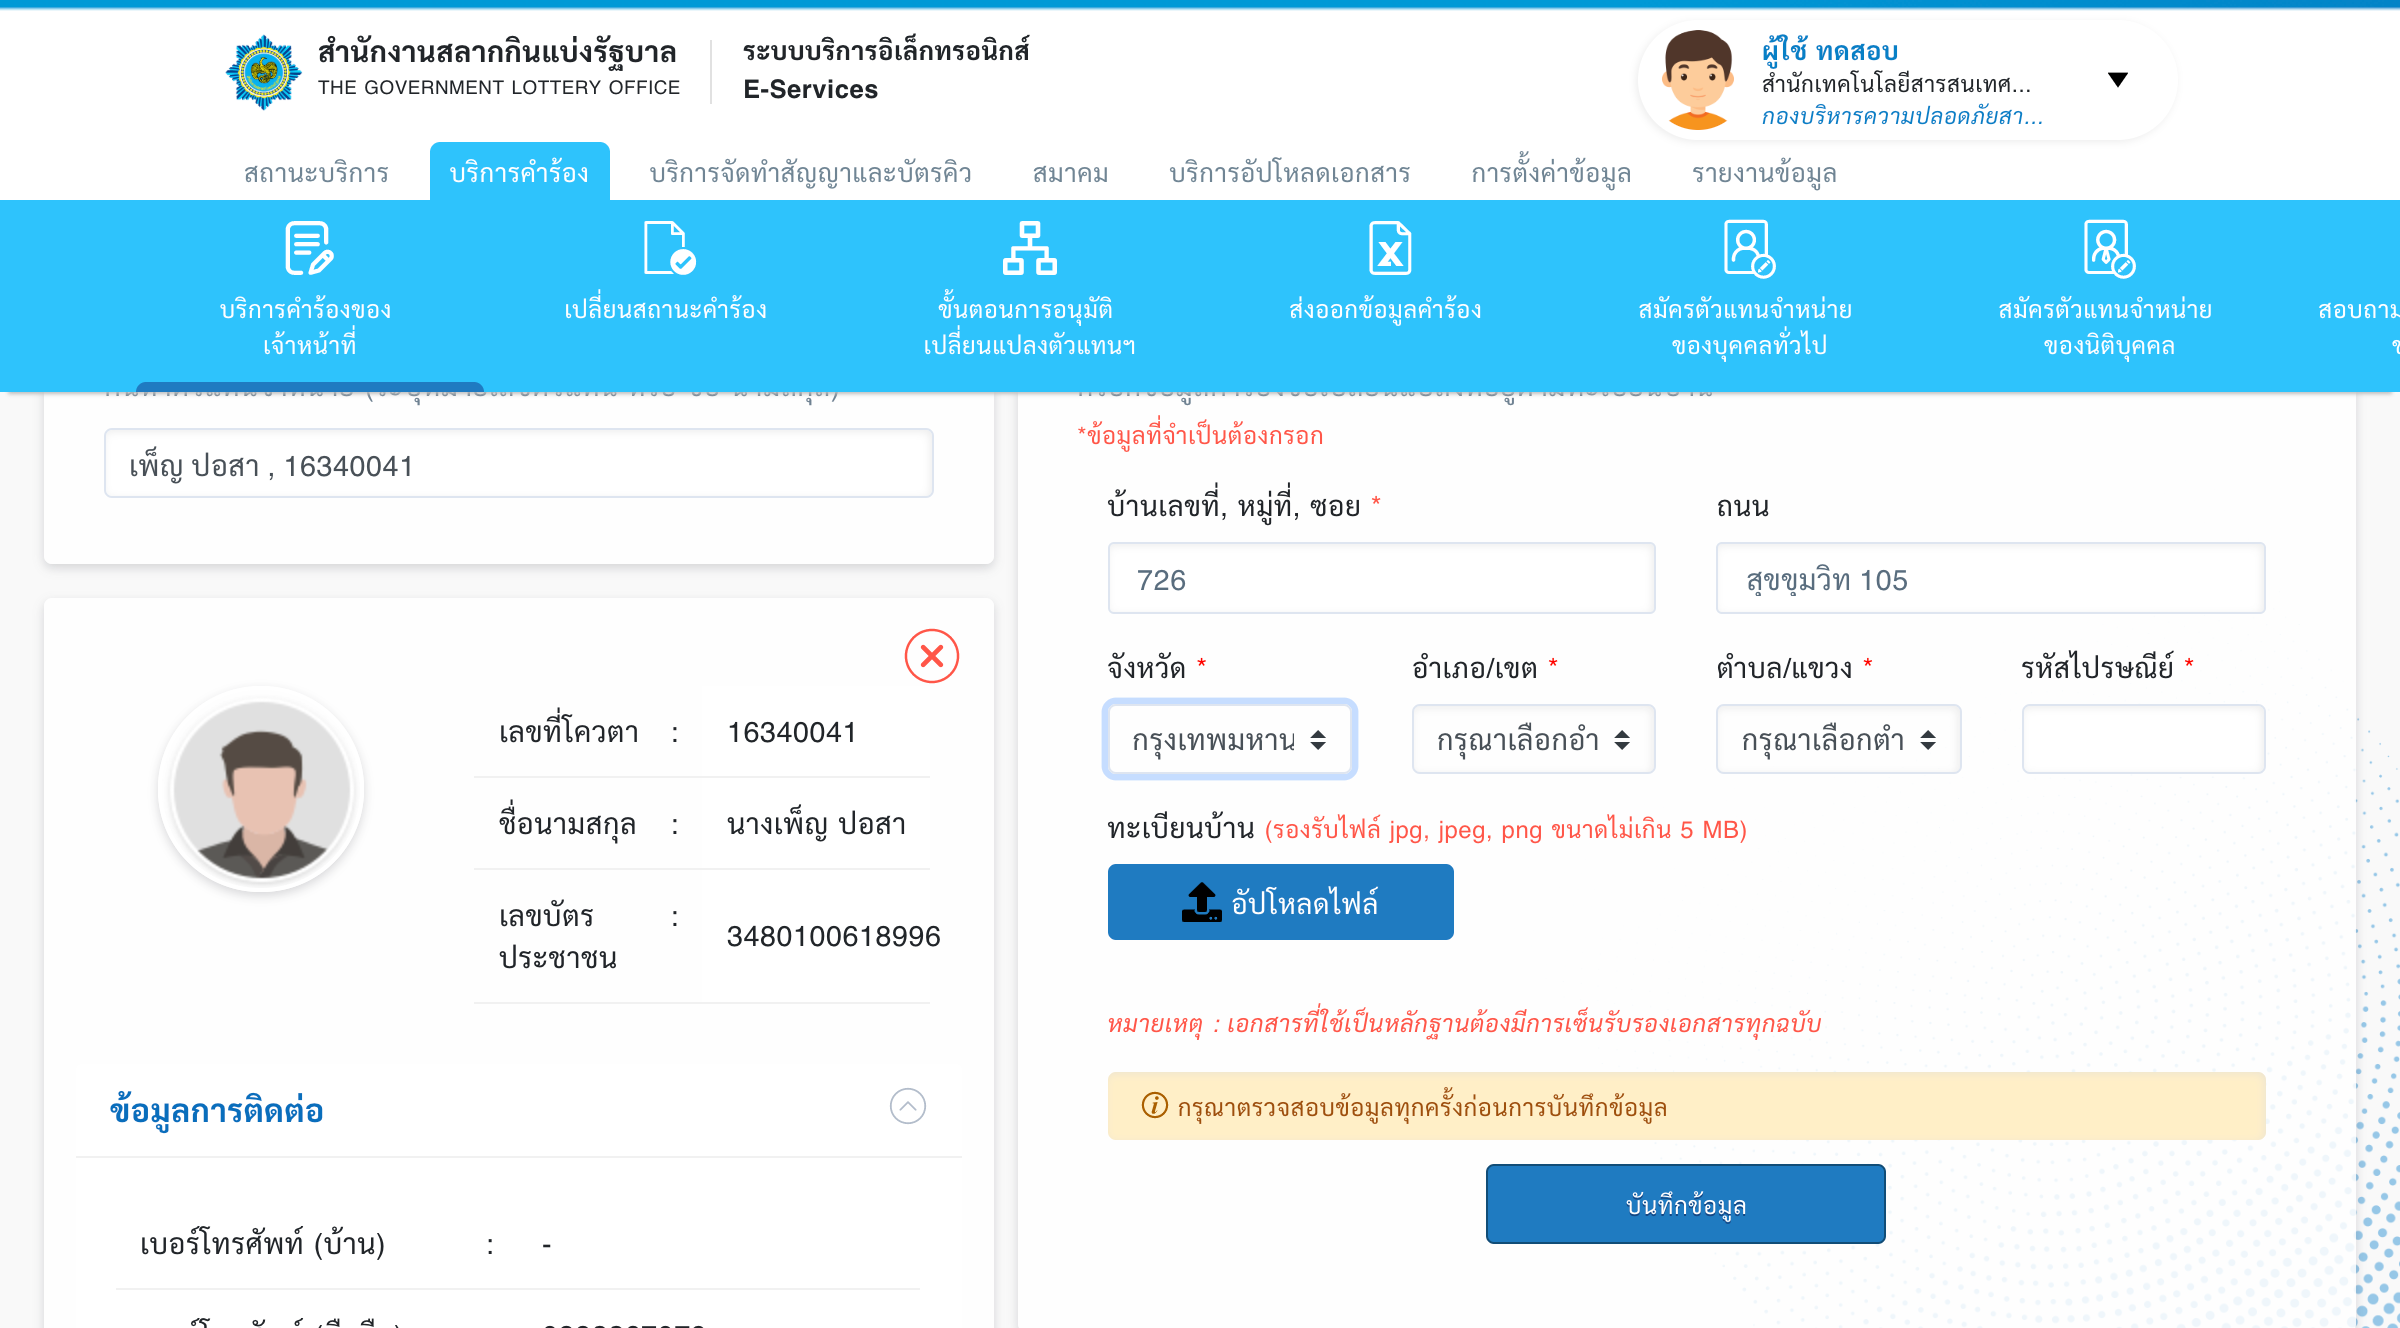 สำนักงานสลากกินแบ่งรัฐบาล
THE GOVERNMENT LOTTERY OFFICE
ระบบบริการอิเล็กทรอนิกส์
E-Services
ผู้ใช้ ทดสอบ
สำนักเทคโนโลยีสารสนเทศ...
กองบริหารความปลอดภัยสา...
สถานะบริการ
บริการคำร้อง
บริการจัดทำสัญญาและบัตรคิว
สมาคม
บริการอัปโหลดเอกสาร
การตั้งค่าข้อมูล
รายงานข้อมูล
บริการคำร้องของ
เจ้าหน้าที่
เปลี่ยนสถานะคำร้อง
ขั้นตอนการอนุมัติ
เปลี่ยนแปลงตัวแทนฯ
ส่งออกข้อมูลคำร้อง
สมัครตัวแทนจำหน่าย
ของบุคคลทั่วไป
สมัครตัวแทนจำหน่าย
ของนิติบุคคล
สอบถาม
เพ็ญ ปอสา , 16340041
เลขที่โควตา : 16340041
ชื่อนามสกุล : นางเพ็ญ ปอสา
เลขบัตร : 3480100618996
ประชาชน
ข้อมูลการติดต่อ
เบอร์โทรศัพท์ (บ้าน) : -
*ข้อมูลที่จำเป็นต้องกรอก
บ้านเลขที่, หมู่ที่, ซอย *
ถนน
726
สุขขุมวิท 105
จังหวัด *
อำเภอ/เขต *
ตำบล/แขวง *
รหัสไปรษณีย์ *
กรุงเทพมหาน
กรุณาเลือกอำ
กรุณาเลือกตำ
ทะเบียนบ้าน (รองรับไฟล์ jpg, jpeg, png ขนาดไม่เกิน 5 MB)
อัปโหลดไฟล์
หมายเหตุ : เอกสารที่ใช้เป็นหลักฐานต้องมีการเซ็นรับรองเอกสารทุกฉบับ
กรุณาตรวจสอบข้อมูลทุกครั้งก่อนการบันทึกข้อมูล
บันทึกข้อมูล